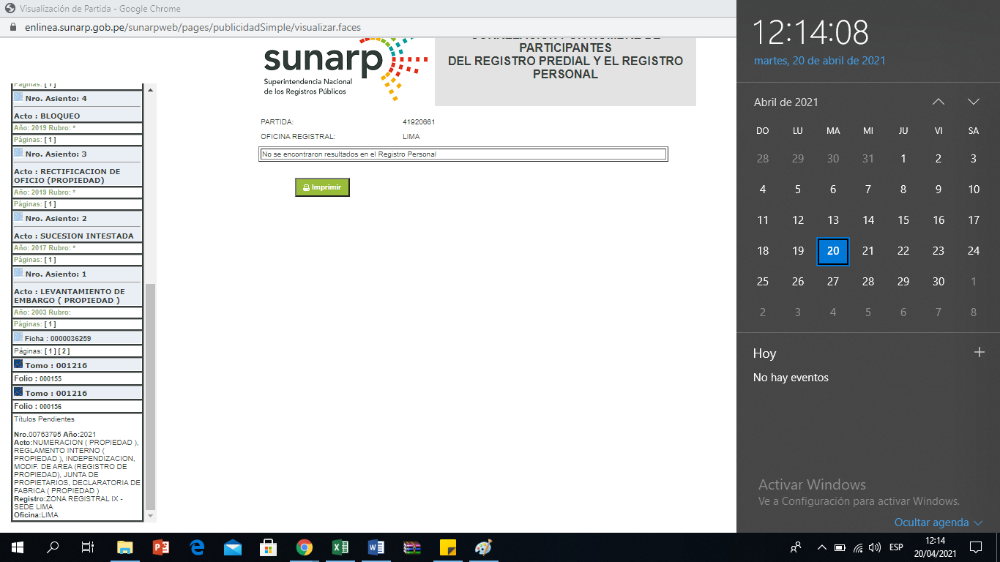 Visualización de Partida - Google Chrome
enlinea.sunarp.gob.pe/sunarpweb/pages/publicidadSimple/visualizar.faces
Páginas: [ 1 ]
Nro. Asiento: 4
Acto : BLOQUEO
Año: 2019 Rubro: *
Páginas: [ 1 ]
Nro. Asiento: 3
Acto : RECTIFICACION DE
OFICIO (PROPIEDAD)
Año: 2019 Rubro: *
Páginas: [ 1 ]
Nro. Asiento: 2
Acto : SUCESION INTESTADA
Año: 2017 Rubro: *
Páginas: [ 1 ]
Nro. Asiento: 1
Acto : LEVANTAMIENTO DE
EMBARGO ( PROPIEDAD )
Año: 2003 Rubro:
Páginas: [ 1 ]
Ficha : 0000036259
Páginas: [ 1 ] [ 2 ]
Tomo : 001216
Folio : 000155
Tomo : 001216
Folio : 000156
Títulos Pendientes
Nro.00763795 Año:2021
Acto:NUMERACION ( PROPIEDAD ),
REGLAMENTO INTERNO (
PROPIEDAD ), INDEPENDIZACION,
MODIF. DE AREA (REGISTRO DE
PROPIEDAD), JUNTA DE
PROPIETARIOS, DECLARATORIA DE
FABRICA ( PROPIEDAD )
Registro:ZONA REGISTRAL IX -
SEDE LIMA
Oficina:LIMA
sunarp
Superintendencia Nacional
de los Registros Públicos
PARTICIPANTES
DEL REGISTRO PREDIAL Y EL REGISTRO
PERSONAL
PARTIDA: 41920661
OFICINA REGISTRAL: LIMA
No se encontraron resultados en el Registro Personal
Imprimir
12:14:08
martes, 20 de abril de 2021
Abril de 2021
DO LU MA MI JU VI SA
28 29 30 31 1 2 3
4 5 6 7 8 9 10
11 12 13 14 15 16 17
18 19 20 21 22 23 24
25 26 27 28 29 30 1
2 3 4 5 6 7 8
Hoy
No hay eventos
Activar Windows
Ve a Configuración para activar Windows.
Ocultar agenda
ESP
12:14
20/04/2021